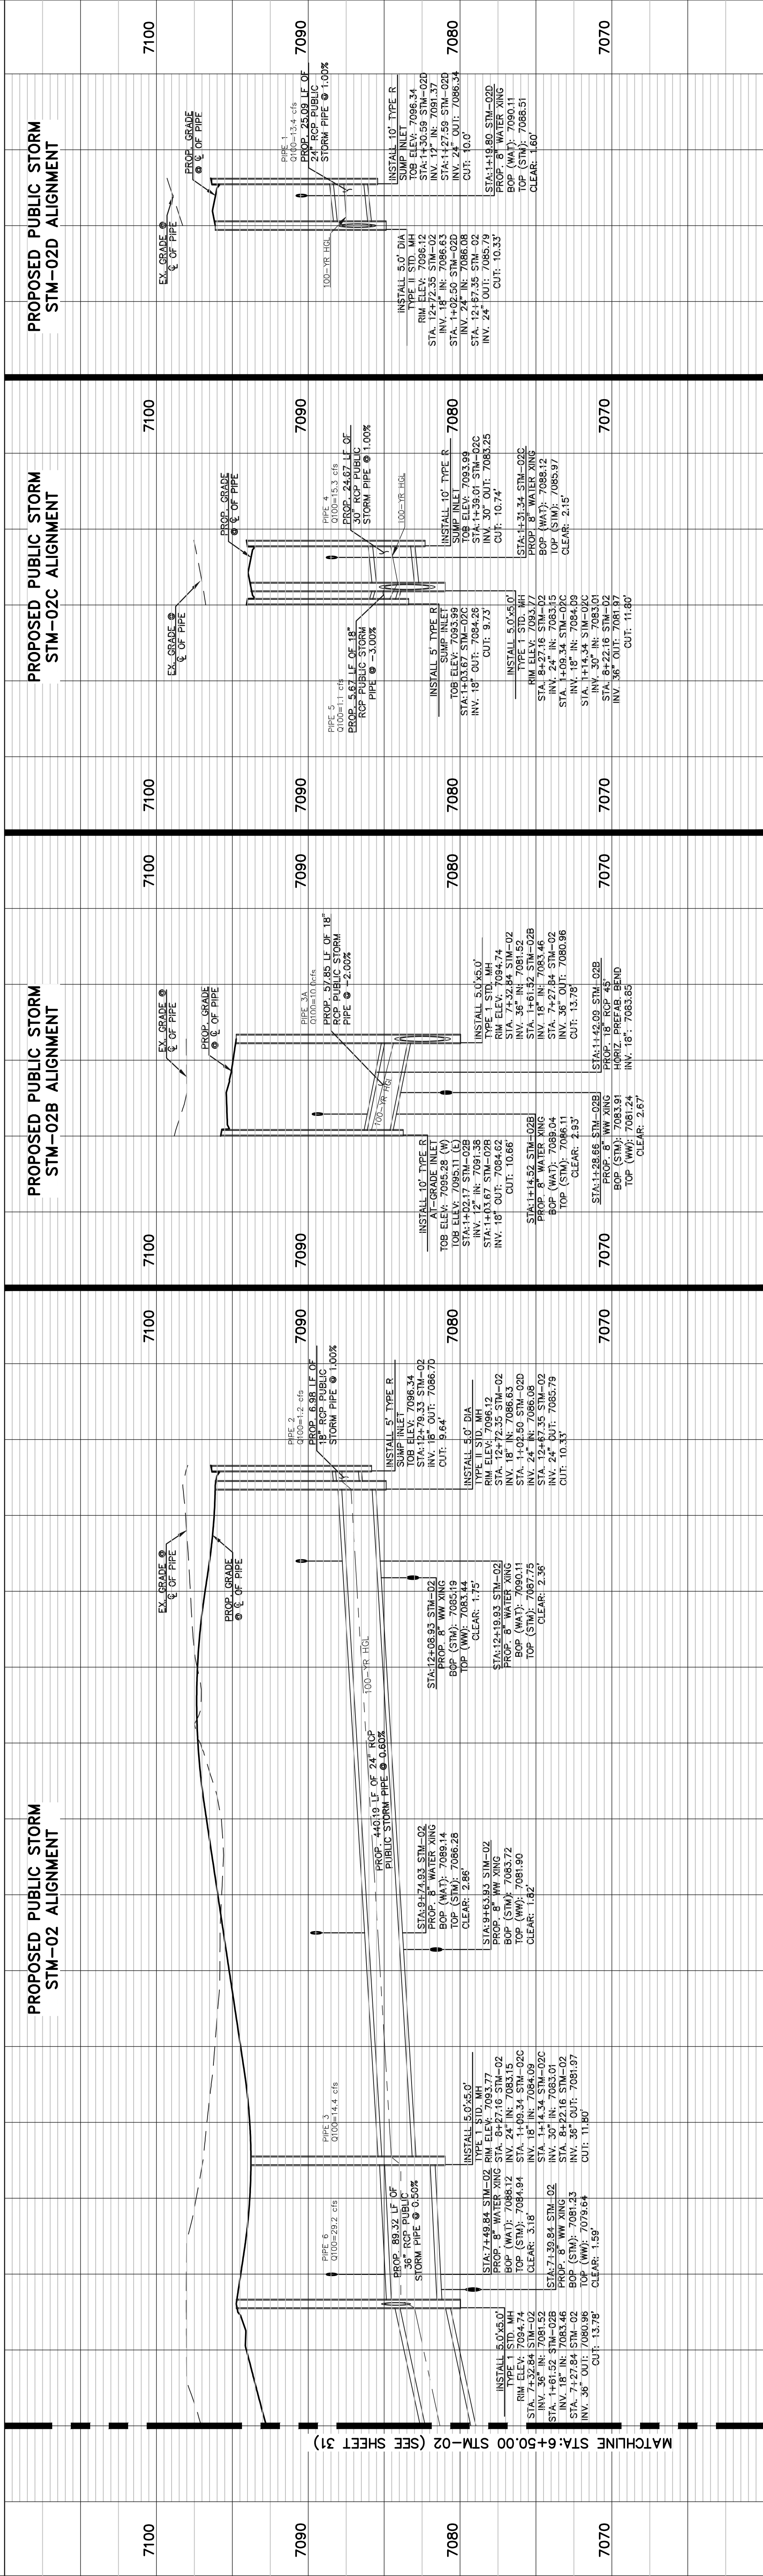 PROPOSED PUBLIC STORM
STM-02 ALIGNMENT
7100
7090
7080
7070
MATCHLINE STA:6+50.00 STM-02 (SEE SHEET 31)
INSTALL 5.0'x5.0'
TYPE 1 STD. MH
RIM ELEV: 7094.74
STA. 7+32.84 STM-02
INV. 36" IN: 7081.52
STA. 1+61.52 STM-02B
INV. 18" IN: 7083.46
STA. 7+27.84 STM-02
INV. 36" OUT: 7080.96
CUT: 13.78'
PIPE 6
Q100=29.2 cfs
PROP. 89.32 LF OF
36" RCP PUBLIC
STORM PIPE @ 0.50%
STA:7+49.84 STM-02
PROP. 8" WATER XING
BOP (WAT): 7088.12
TOP (STM): 7084.94
CLEAR: 3.18'
STA:7+39.84 STM-02
PROP. 8" WW XING
BOP (STM): 7081.23
TOP (WW): 7079.64
CLEAR: 1.59'
PIPE 3
Q100=14.4 cfs
INSTALL 5.0'x5.0'
TYPE 1 STD. MH
RIM ELEV: 7093.77
STA. 8+27.16 STM-02
INV. 24" IN: 7083.15
STA. 1+09.34 STM-02C
INV. 18" IN: 7084.09
STA. 1+14.34 STM-02C
INV. 30" IN: 7083.01
STA. 8+22.16 STM-02
INV. 36" OUT: 7081.97
CUT: 11.80'
STA:9+74.93 STM-02
PROP. 8" WATER XING
BOP (WAT): 7089.14
TOP (STM): 7086.28
CLEAR: 2.86'
STA:9+63.93 STM-02
PROP. 8" WW XING
BOP (STM): 7083.72
TOP (WW): 7081.90
CLEAR: 1.82'
PROP. 440.19 LF OF 24" RCP
PUBLIC STORM PIPE @ 0.60%
100-YR HGL
EX. GRADE @
℄ OF PIPE
PROP. GRADE
@ ℄ OF PIPE
STA:12+08.93 STM-02
PROP. 8" WW XING
BOP (STM): 7085.19
TOP (WW): 7083.44
CLEAR: 1.75'
STA:12+19.93 STM-02
PROP. 8" WATER XING
BOP (WAT): 7090.11
TOP (STM): 7087.75
CLEAR: 2.36'
PIPE 2
Q100=1.2 cfs
PROP. 6.98 LF OF
18" RCP PUBLIC
STORM PIPE @ 1.00%
INSTALL 5' TYPE R
SUMP INLET
TOB ELEV: 7096.34
STA:12+79.33 STM-02
INV. 18" OUT: 7086.70
CUT: 9.64'
INSTALL 5.0' DIA
TYPE II STD. MH
RIM ELEV: 7096.12
STA. 12+72.35 STM-02
INV. 18" IN: 7086.63
STA. 1+02.50 STM-02D
INV. 24" IN: 7086.08
STA. 12+67.35 STM-02
INV. 24" OUT: 7085.79
CUT: 10.33'
7100
7090
7080
7070
PROPOSED PUBLIC STORM
STM-02B ALIGNMENT
7100
7090
7080
7070
EX. GRADE @
℄ OF PIPE
PROP. GRADE
@ ℄ OF PIPE
PIPE 3A
Q100=10.0cfs
PROP. 57.85 LF OF 18"
RCP PUBLIC STORM
PIPE @ -2.00%
100-YR HGL
INSTALL 10' TYPE R
AT-GRADE INLET
TOB ELEV: 7095.28 (W)
TOB ELEV: 7095.11 (E)
STA:1+02.17 STM-02B
INV. 12" IN: 7091.38
STA:1+03.67 STM-02B
INV. 18" OUT: 7084.62
CUT: 10.66'
STA:1+14.52 STM-02B
PROP. 8" WATER XING
BOP (WAT): 7089.04
TOP (STM): 7086.11
CLEAR: 2.93'
STA:1+28.66 STM-02B
PROP. 8" WW XING
BOP (STM): 7083.91
TOP (WW): 7081.24
CLEAR: 2.67'
INSTALL 5.0'x5.0'
TYPE 1 STD. MH
RIM ELEV: 7094.74
STA. 7+32.84 STM-02
INV. 36" IN: 7081.52
STA. 1+61.52 STM-02B
INV. 18" IN: 7083.46
STA. 7+27.84 STM-02
INV. 36" OUT: 7080.96
CUT: 13.78'
STA:1+42.09 STM-02B
PROP. 18" RCP 45°
HORIZ. PREFAB. BEND
INV. 18": 7083.85
7100
7090
7080
7070
PROPOSED PUBLIC STORM
STM-02C ALIGNMENT
7100
7090
7080
7070
EX. GRADE @
℄ OF PIPE
PROP. GRADE
@ ℄ OF PIPE
PIPE 5
Q100=1.1 cfs
PROP. 5.67 LF OF 18"
RCP PUBLIC STORM
PIPE @ -3.00%
PIPE 4
Q100=15.3 cfs
PROP. 24.67 LF OF
30" RCP PUBLIC
STORM PIPE @ 1.00%
100-YR HGL
INSTALL 5' TYPE R
SUMP INLET
TOB ELEV: 7093.99
STA:1+03.67 STM-02C
INV. 18" OUT: 7084.26
CUT: 9.73'
INSTALL 5.0'x5.0'
TYPE 1 STD. MH
RIM ELEV: 7093.77
STA. 8+27.16 STM-02
INV. 24" IN: 7083.15
STA. 1+09.34 STM-02C
INV. 18" IN: 7084.09
STA. 1+14.34 STM-02C
INV. 30" IN: 7083.01
STA. 8+22.16 STM-02
INV. 36" OUT: 7081.97
CUT: 11.80'
INSTALL 10' TYPE R
SUMP INLET
TOB ELEV: 7093.99
STA:1+39.01 STM-02C
INV. 30" OUT: 7083.25
CUT: 10.74'
STA:1+31.34 STM-02C
PROP. 8" WATER XING
BOP (WAT): 7088.12
TOP (STM): 7085.97
CLEAR: 2.15'
7100
7090
7080
7070
PROPOSED PUBLIC STORM
STM-02D ALIGNMENT
EX. GRADE @
℄ OF PIPE
PROP. GRADE
@ ℄ OF PIPE
100-YR HGL
PIPE 1
Q100=13.4 cfs
PROP. 25.09 LF OF
24" RCP PUBLIC
STORM PIPE @ 1.00%
INSTALL 5.0' DIA
TYPE II STD. MH
RIM ELEV: 7096.12
STA. 12+72.35 STM-02
INV. 18" IN: 7086.63
STA. 1+02.50 STM-02D
INV. 24" IN: 7086.08
STA. 12+67.35 STM-02
INV. 24" OUT: 7085.79
CUT: 10.33'
INSTALL 10' TYPE R
SUMP INLET
TOB ELEV: 7096.34
STA:1+30.59 STM-02D
INV. 12" IN: 7091.37
STA:1+27.59 STM-02D
INV. 24" OUT: 7086.34
CUT: 10.0'
STA:1+19.80 STM-02D
PROP. 8" WATER XING
BOP (WAT): 7090.11
TOP (STM): 7088.51
CLEAR: 1.60'
7100
7090
7080
7070